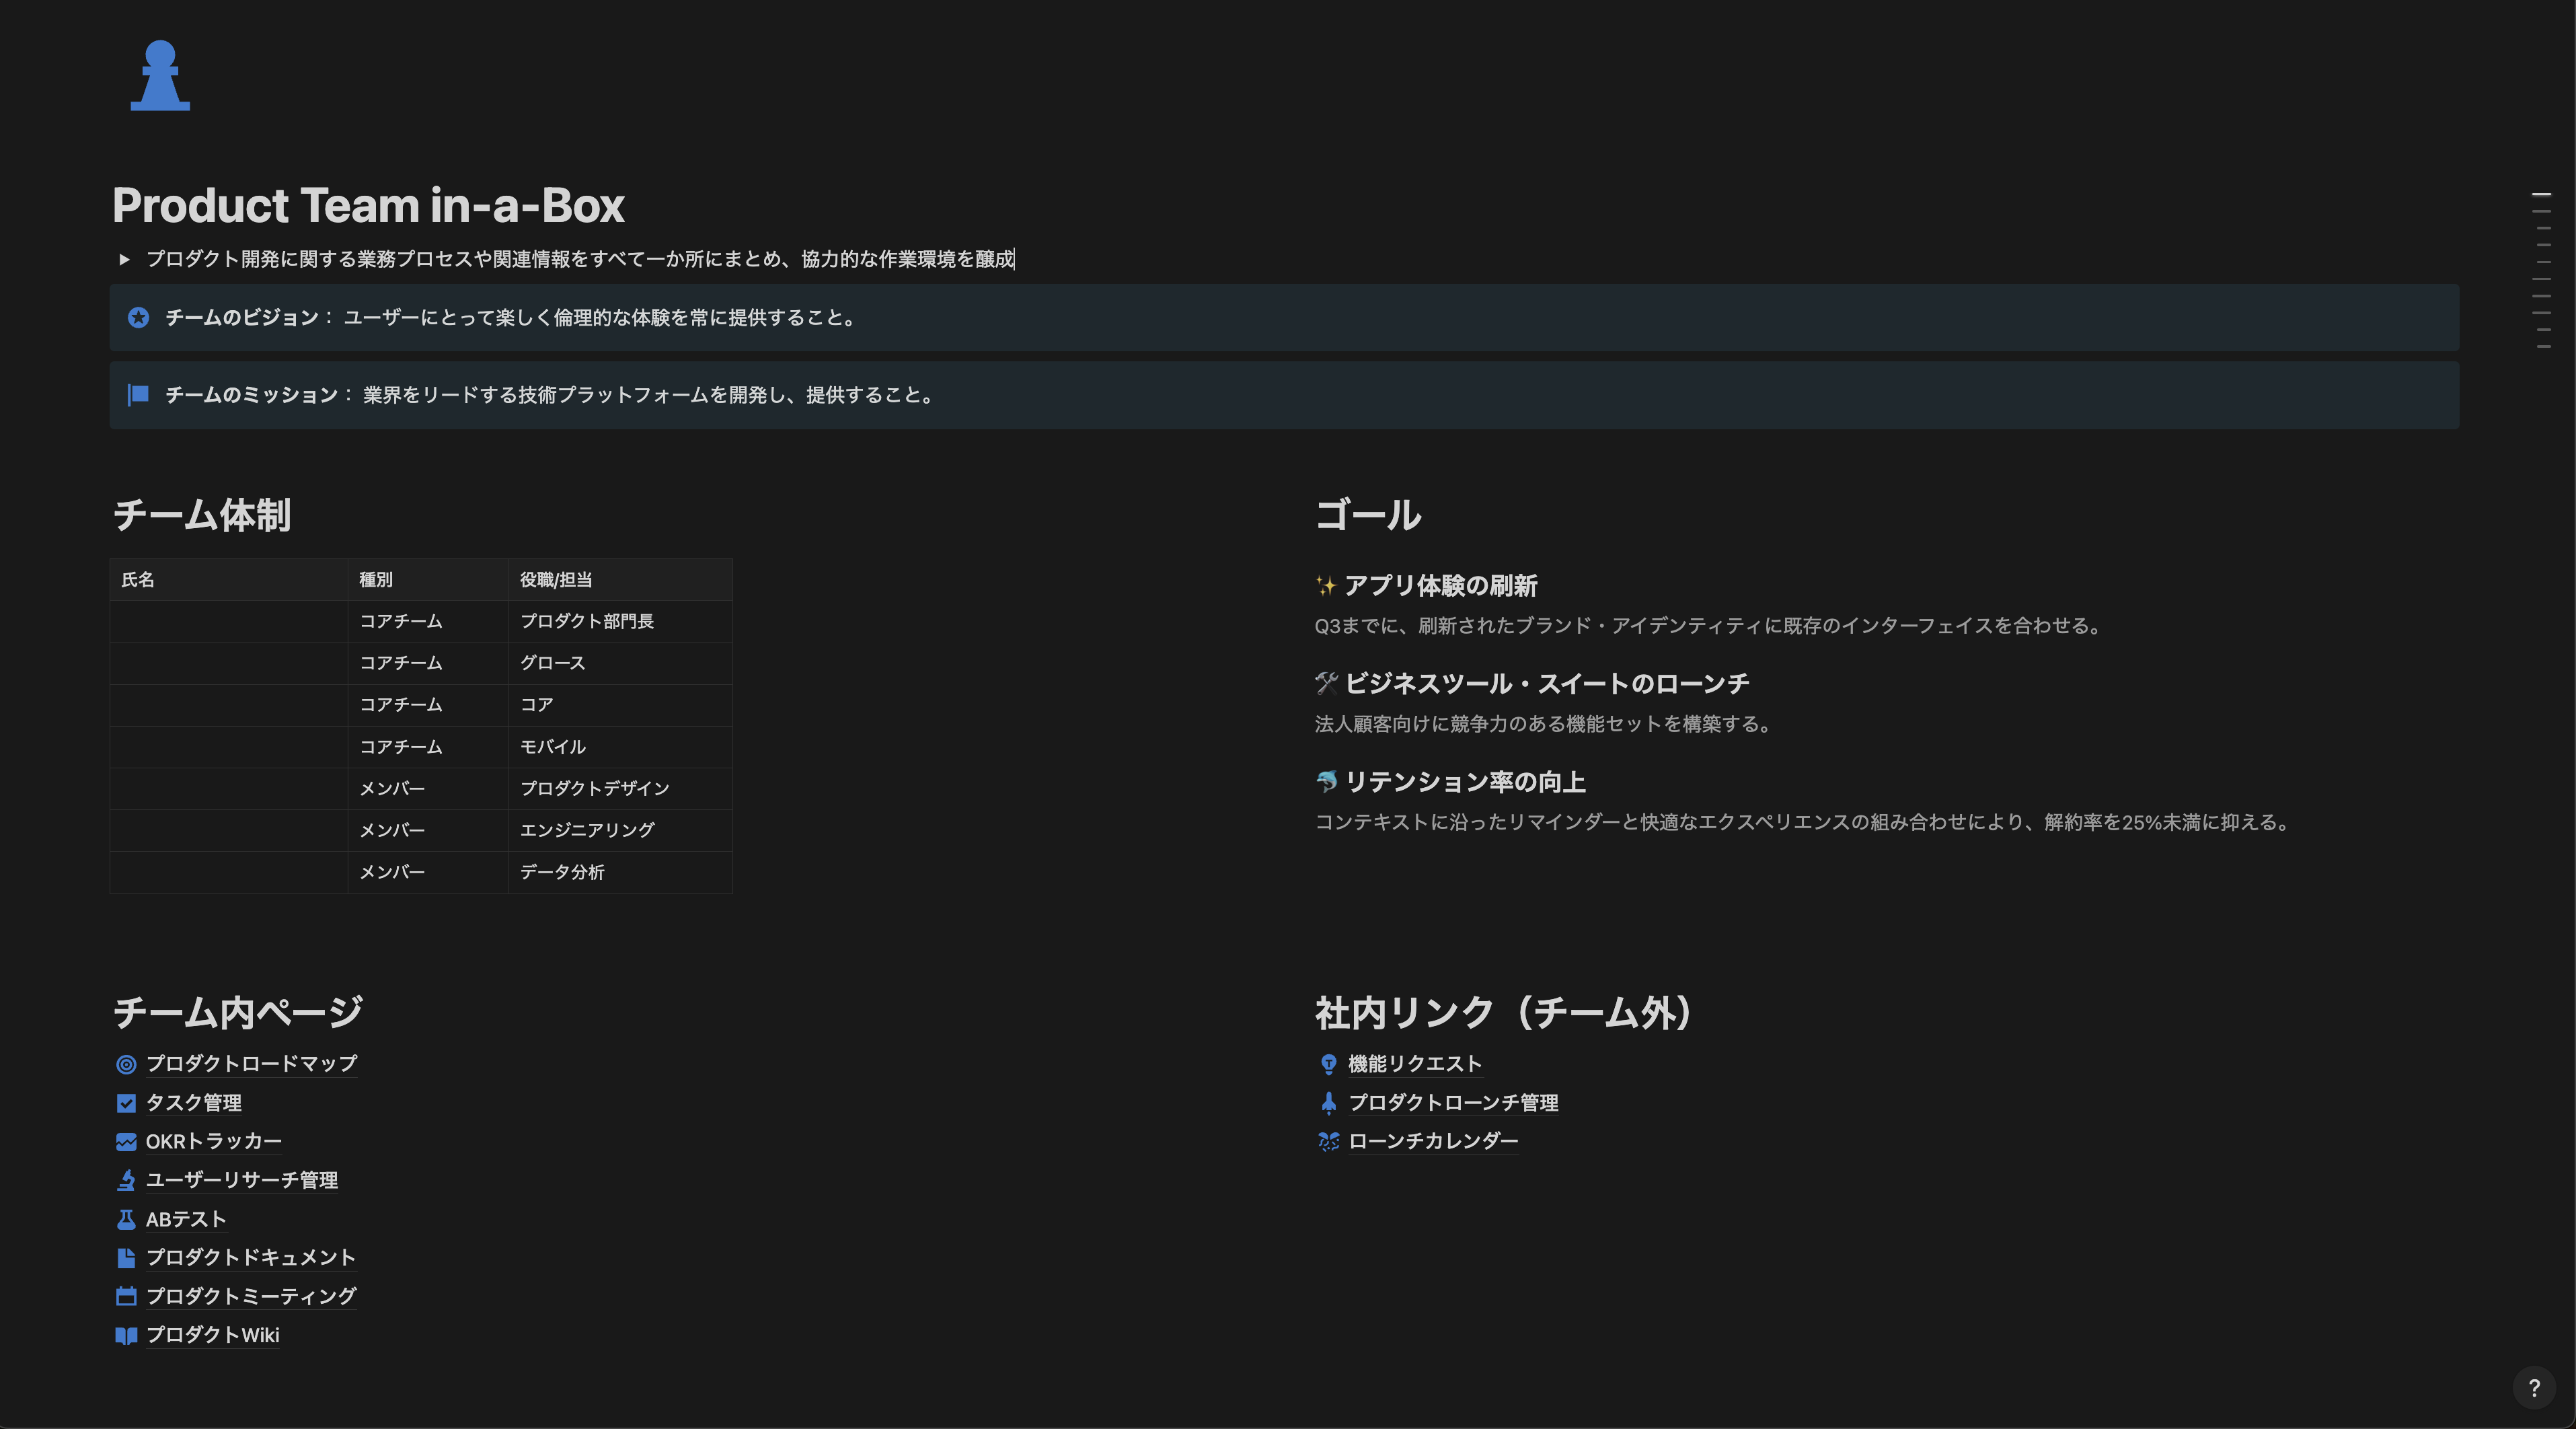 Product Team in-a-Box
プロダクト開発に関する業務プロセスや関連情報をすべて一か所にまとめ、協力的な作業環境を醸成
チームのビジョン： ユーザーにとって楽しく倫理的な体験を常に提供すること。
チームのミッション： 業界をリードする技術プラットフォームを開発し、提供すること。
チーム体制
氏名 種別 役職/担当
コアチーム プロダクト部門長
コアチーム グロース
コアチーム コア
コアチーム モバイル
メンバー プロダクトデザイン
メンバー エンジニアリング
メンバー データ分析
ゴール
✨ アプリ体験の刷新
Q3までに、刷新されたブランド・アイデンティティに既存のインターフェイスを合わせる。
🛠 ビジネスツール・スイートのローンチ
法人顧客向けに競争力のある機能セットを構築する。
🐬 リテンション率の向上
コンテキストに沿ったリマインダーと快適なエクスペリエンスの組み合わせにより、解約率を25%未満に抑える。
チーム内ページ
プロダクトロードマップ
タスク管理
OKRトラッカー
ユーザーリサーチ管理
ABテスト
プロダクトドキュメント
プロダクトミーティング
プロダクトWiki
社内リンク（チーム外）
機能リクエスト
プロダクトローンチ管理
ローンチカレンダー
?